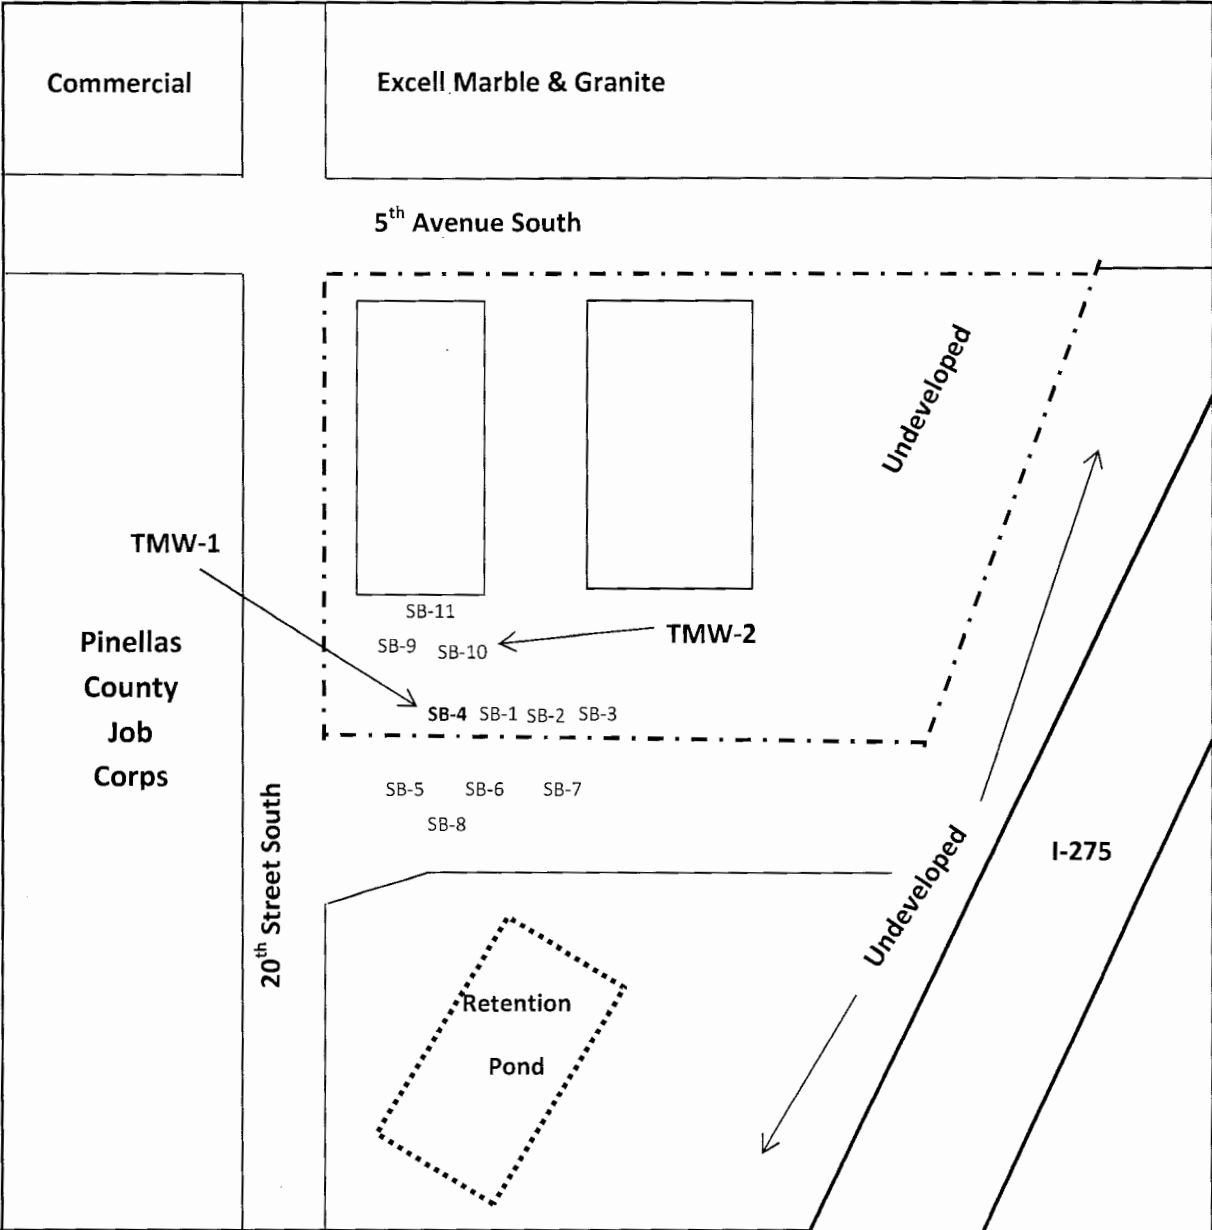 Commercial
Excell Marble & Granite
5th Avenue South
Undeveloped
TMW-1
SB-11
SB-9
SB-10
TMW-2
Pinellas
County
Job
Corps
SB-4 SB-1 SB-2 SB-3
SB-5 SB-6 SB-7
SB-8
20th Street South
I-275
Undeveloped
Retention
Pond